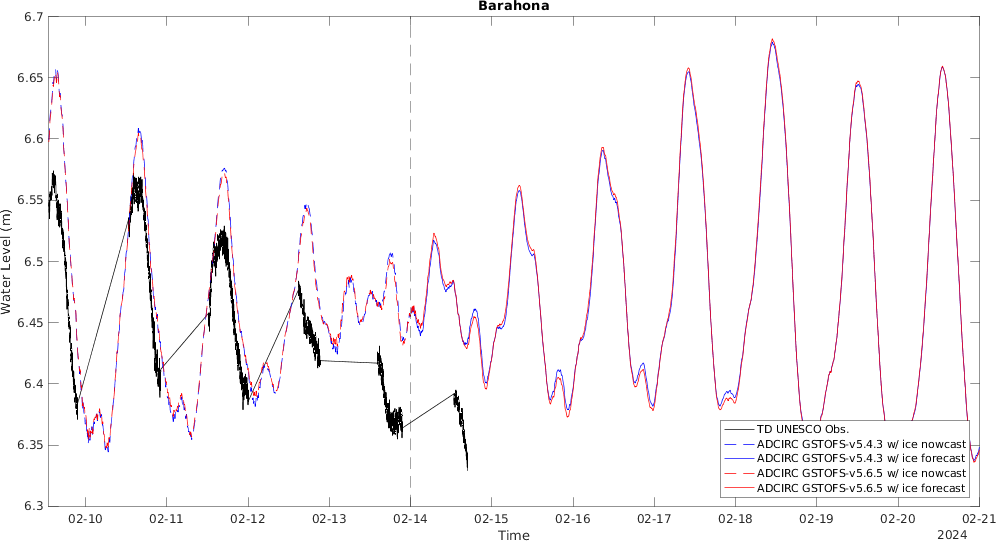 Barahona
6.7
6.65
6.6
6.55
6.5
6.45
6.4
6.35
6.3
Water Level (m)
02-10 02-11 02-12 02-13 02-14 02-15 02-16 02-17 02-18 02-19 02-20 02-21
Time
2024
TD UNESCO Obs.
ADCIRC GSTOFS-v5.4.3 w/ ice nowcast
ADCIRC GSTOFS-v5.4.3 w/ ice forecast
ADCIRC GSTOFS-v5.6.5 w/ ice nowcast
ADCIRC GSTOFS-v5.6.5 w/ ice forecast